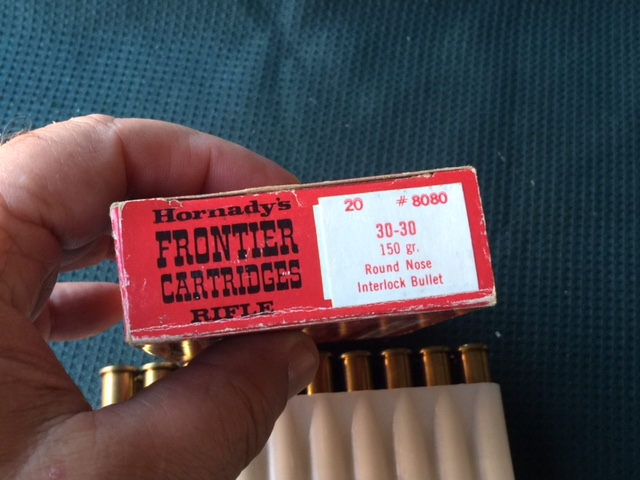 Hornady's
FRONTIER
CARTRIDGES
RIFLE
20 # 8080
30-30
150 gr.
Round Nose
Interlock Bullet